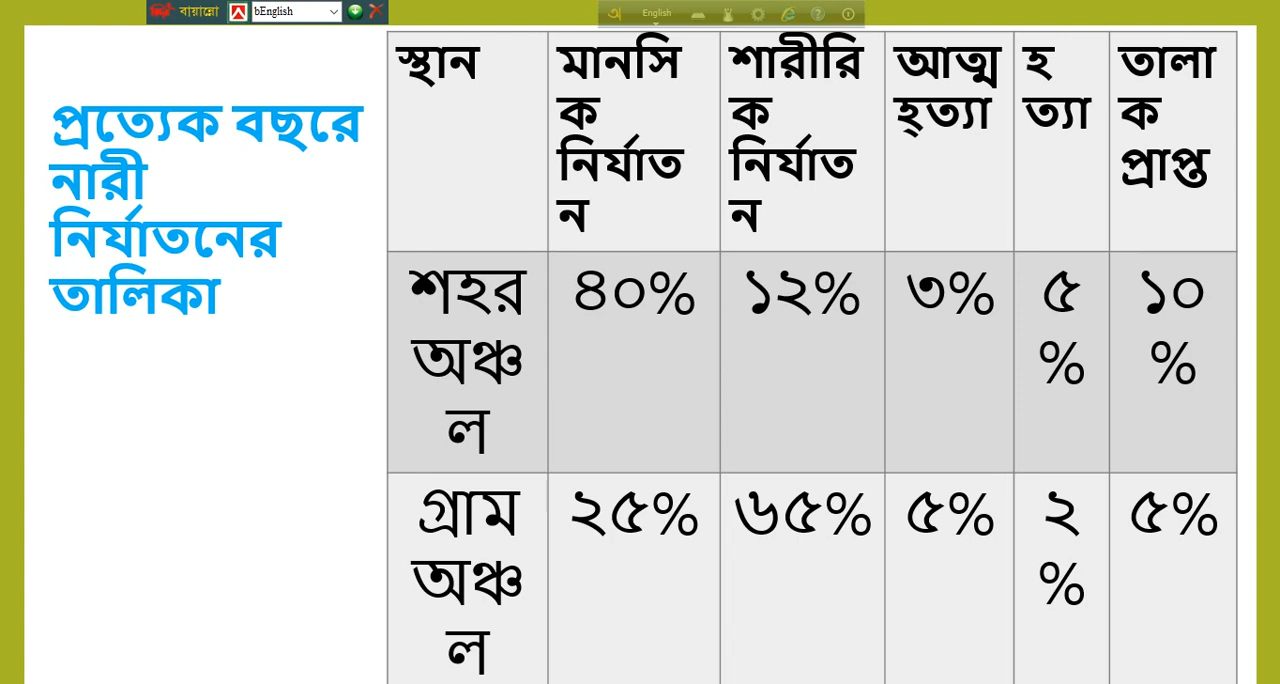 বায়ান্নো
bEnglish
English
প্রত্যেক বছরে
নারী
নির্যাতনের
তালিকা
স্থান
মানসি
ক
নির্যাত
ন
শারীরি
ক
নির্যাত
ন
আত্ম
হ্ত্যা
হ
ত্যা
তালা
ক
প্রাপ্ত
শহর
অঞ্চ
ল
৪০%
১২%
৩%
৫
%
১০
%
গ্রাম
অঞ্চ
ল
২৫%
৬৫%
৫%
২
%
৫%